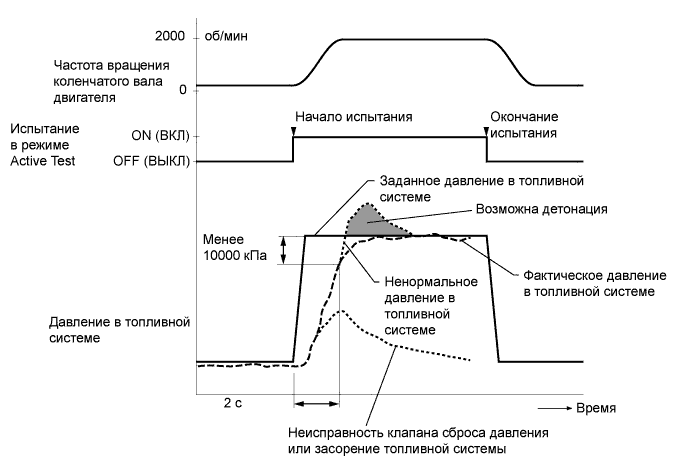 2000 об/мин
Частота вращения
коленчатого вала
двигателя
0
Испытание
в режиме
Active Test
ON (ВКЛ)
OFF (ВЫКЛ)
Начало испытания
Окончание
испытания
Заданное давление в топливной
системе
Возможна детонация
Менее
10000 кПа
Ненормальное
давление в
топливной
системе
Фактическое давление
в топливной системе
Давление в топливной
системе
2 с
Время
Неисправность клапана сброса давления
или засорение топливной системы